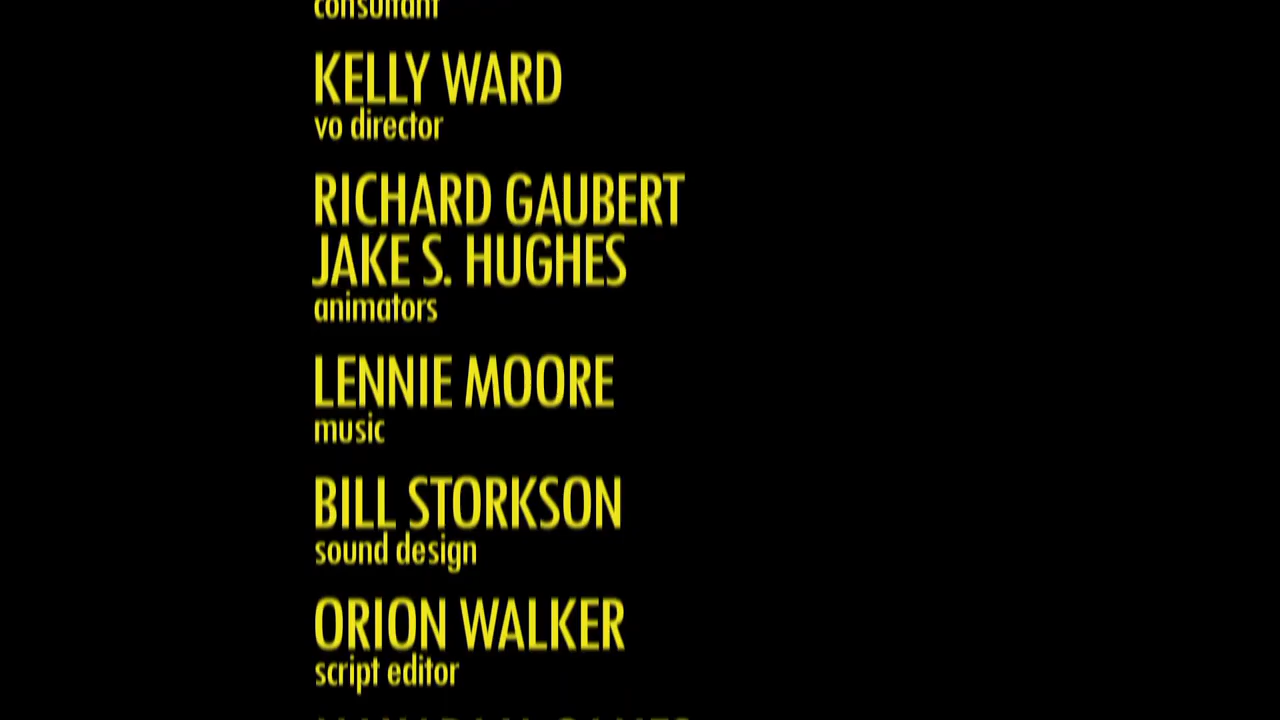 consultant
KELLY WARD
vo director
RICHARD GAUBERT
JAKE S. HUGHES
animators
LENNIE MOORE
music
BILL STORKSON
sound design
ORION WALKER
script editor